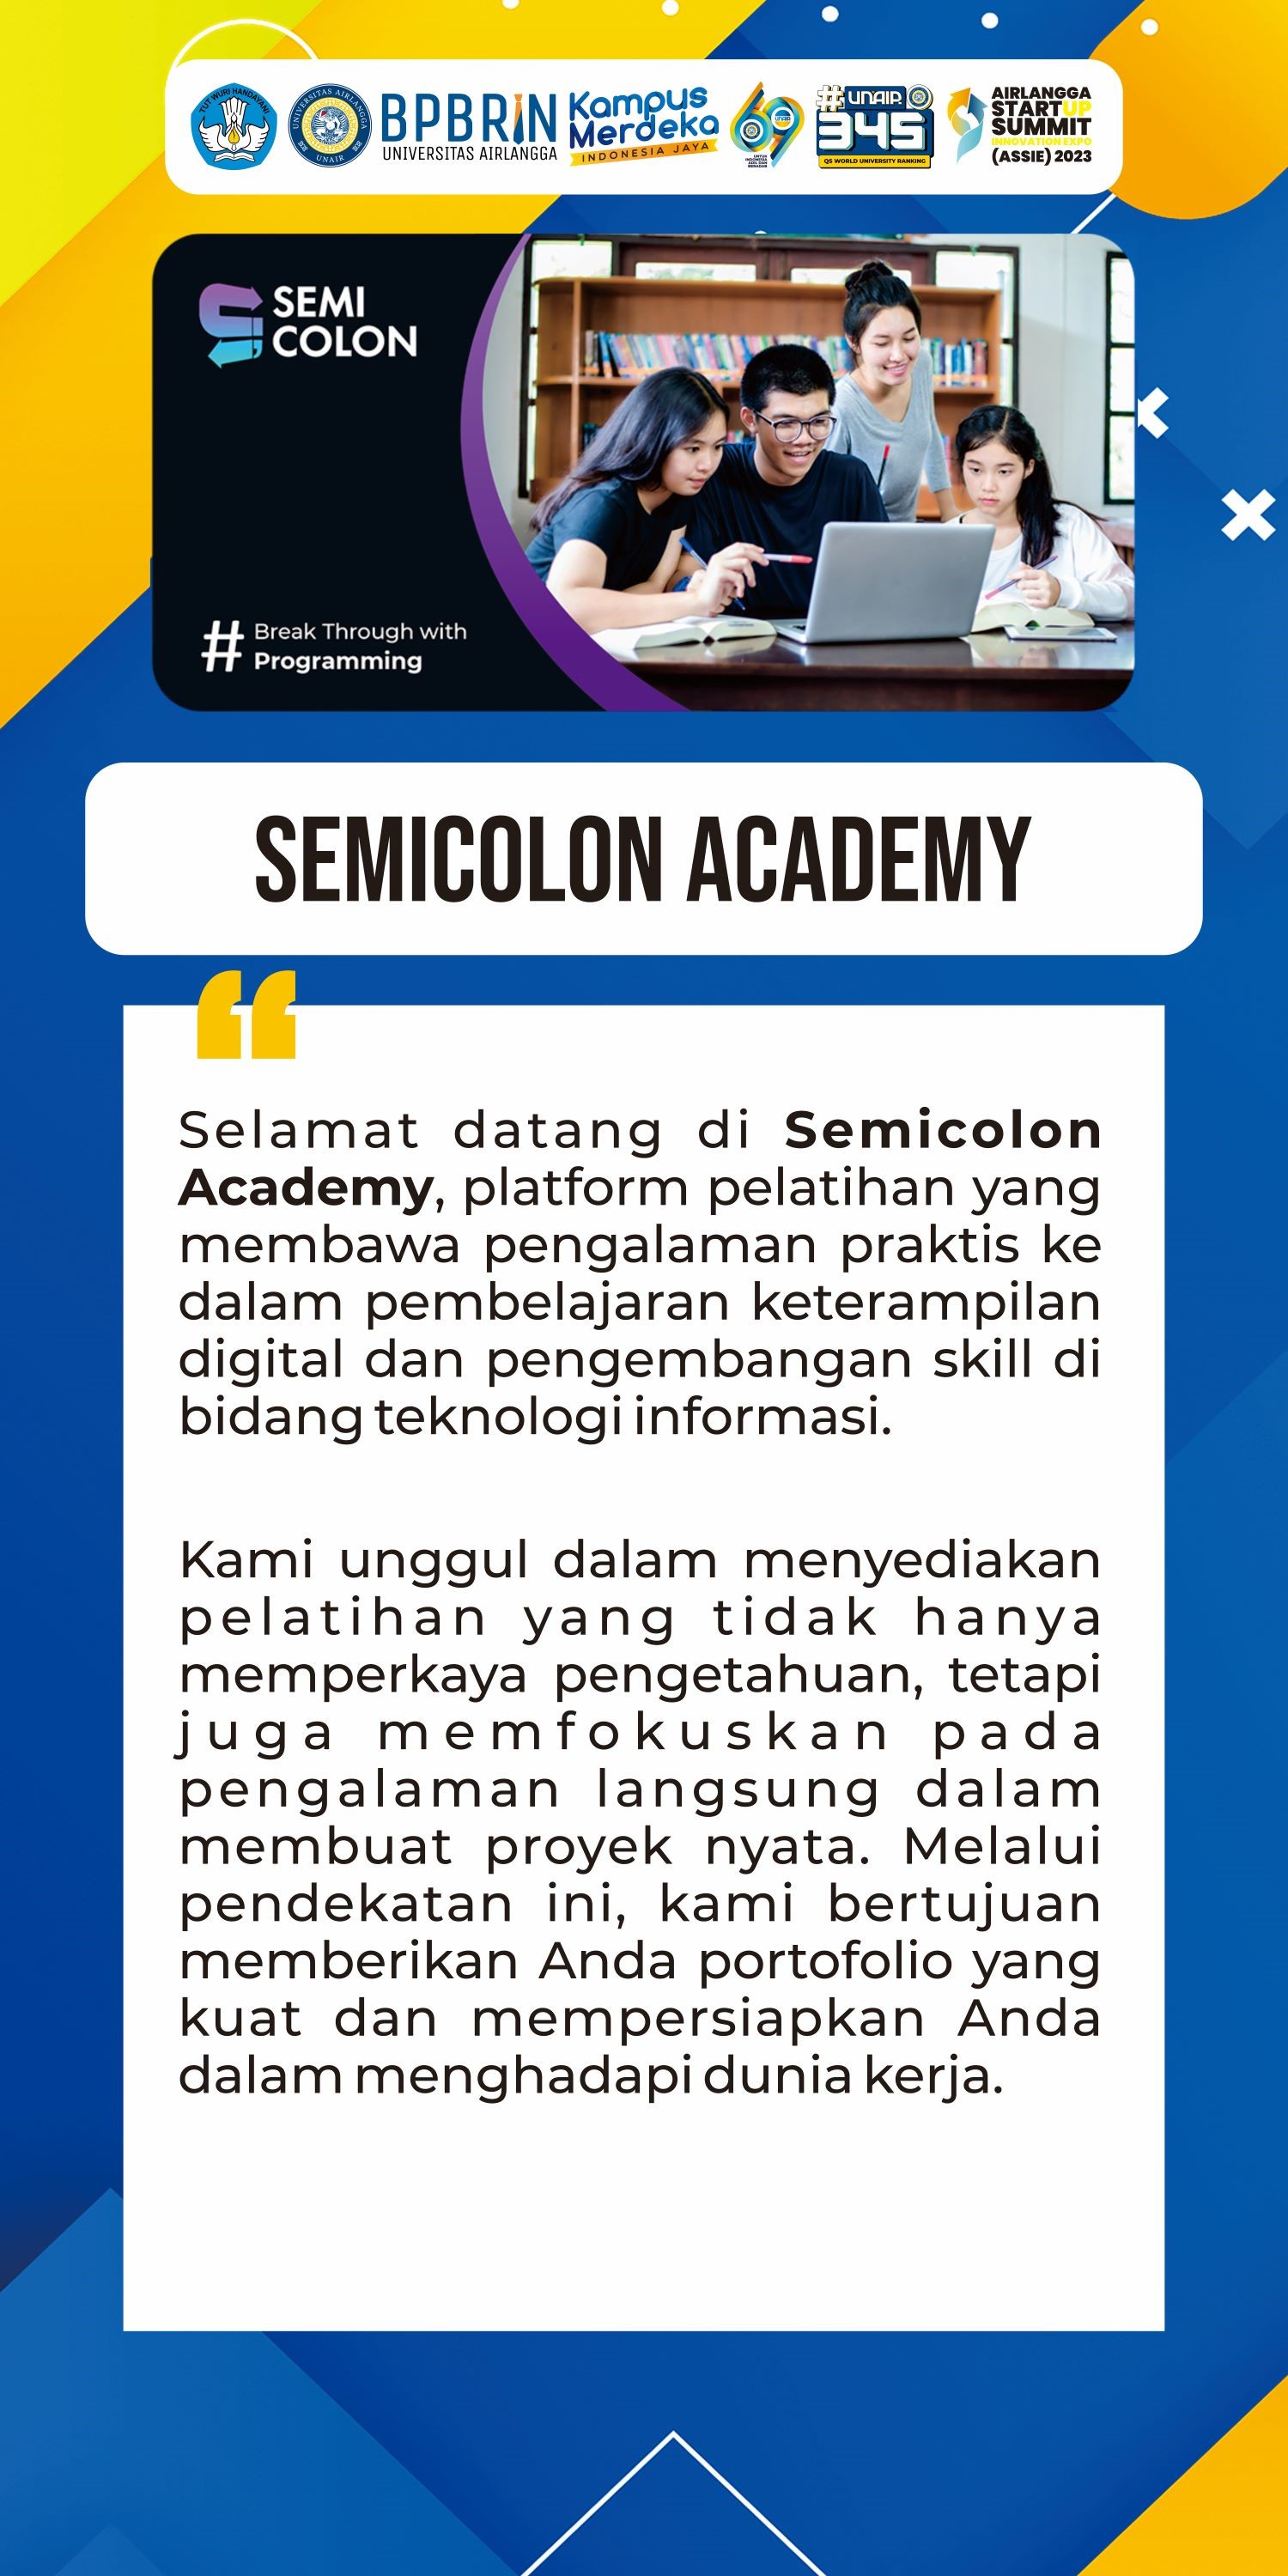 TUT WURI HANDAYANI
UNIVERSITAS AIRLANGGA
UNAIR
BPBRIN
UNIVERSITAS AIRLANGGA
Kampus
Merdeka
INDONESIA JAYA
69
#UNAIR
345
QS WORLD UNIVERSITY RANKING
AIRLANGGA
STARTUP
SUMMIT
INNOVATION EXPO
(ASSIE) 2023
SEMI
COLON
# Break Through with
Programming
SEMICOLON ACADEMY
“
Selamat datang di Semicolon
Academy, platform pelatihan yang
membawa pengalaman praktis ke
dalam pembelajaran keterampilan
digital dan pengembangan skill di
bidang teknologi informasi.
Kami unggul dalam menyediakan
pelatihan yang tidak hanya
memperkaya pengetahuan, tetapi
juga memfokuskan pada
pengalaman langsung dalam
membuat proyek nyata. Melalui
pendekatan ini, kami bertujuan
memberikan Anda portofolio yang
kuat dan mempersiapkan Anda
dalam menghadapi dunia kerja.